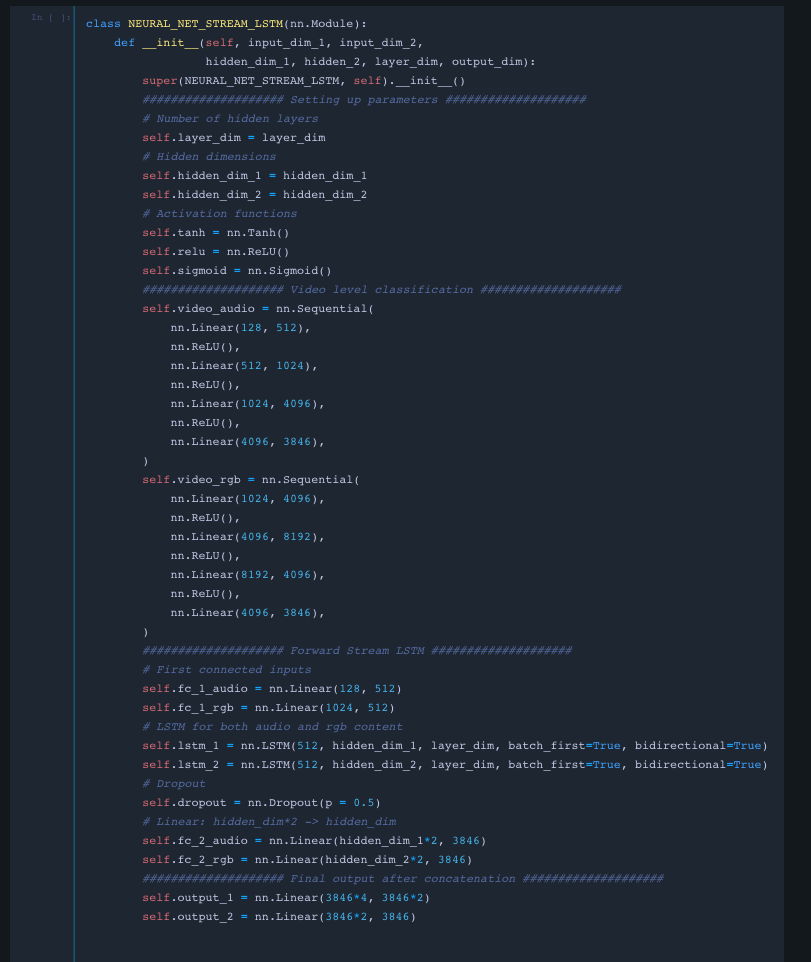 In [ ]:
class NEURAL_NET_STREAM_LSTM(nn.Module):
    def __init__(self, input_dim_1, input_dim_2,
                 hidden_dim_1, hidden_2, layer_dim, output_dim):
        super(NEURAL_NET_STREAM_LSTM, self).__init__()
        #################### Setting up parameters ####################
        # Number of hidden layers
        self.layer_dim = layer_dim
        # Hidden dimensions
        self.hidden_dim_1 = hidden_dim_1
        self.hidden_dim_2 = hidden_dim_2
        # Activation functions
        self.tanh = nn.Tanh()
        self.relu = nn.ReLU()
        self.sigmoid = nn.Sigmoid()
        #################### Video level classification ####################
        self.video_audio = nn.Sequential(
            nn.Linear(128, 512),
            nn.ReLU(),
            nn.Linear(512, 1024),
            nn.ReLU(),
            nn.Linear(1024, 4096),
            nn.ReLU(),
            nn.Linear(4096, 3846),
        )
        self.video_rgb = nn.Sequential(
            nn.Linear(1024, 4096),
            nn.ReLU(),
            nn.Linear(4096, 8192),
            nn.ReLU(),
            nn.Linear(8192, 4096),
            nn.ReLU(),
            nn.Linear(4096, 3846),
        )
        #################### Forward Stream LSTM ####################
        # First connected inputs
        self.fc_1_audio = nn.Linear(128, 512)
        self.fc_1_rgb = nn.Linear(1024, 512)
        # LSTM for both audio and rgb content
        self.lstm_1 = nn.LSTM(512, hidden_dim_1, layer_dim, batch_first=True, bidirectional=True)
        self.lstm_2 = nn.LSTM(512, hidden_dim_2, layer_dim, batch_first=True, bidirectional=True)
        # Dropout
        self.dropout = nn.Dropout(p = 0.5)
        # Linear: hidden_dim*2 -> hidden_dim
        self.fc_2_audio = nn.Linear(hidden_dim_1*2, 3846)
        self.fc_2_rgb = nn.Linear(hidden_dim_2*2, 3846)
        #################### Final output after concatenation ####################
        self.output_1 = nn.Linear(3846*4, 3846*2)
        self.output_2 = nn.Linear(3846*2, 3846)